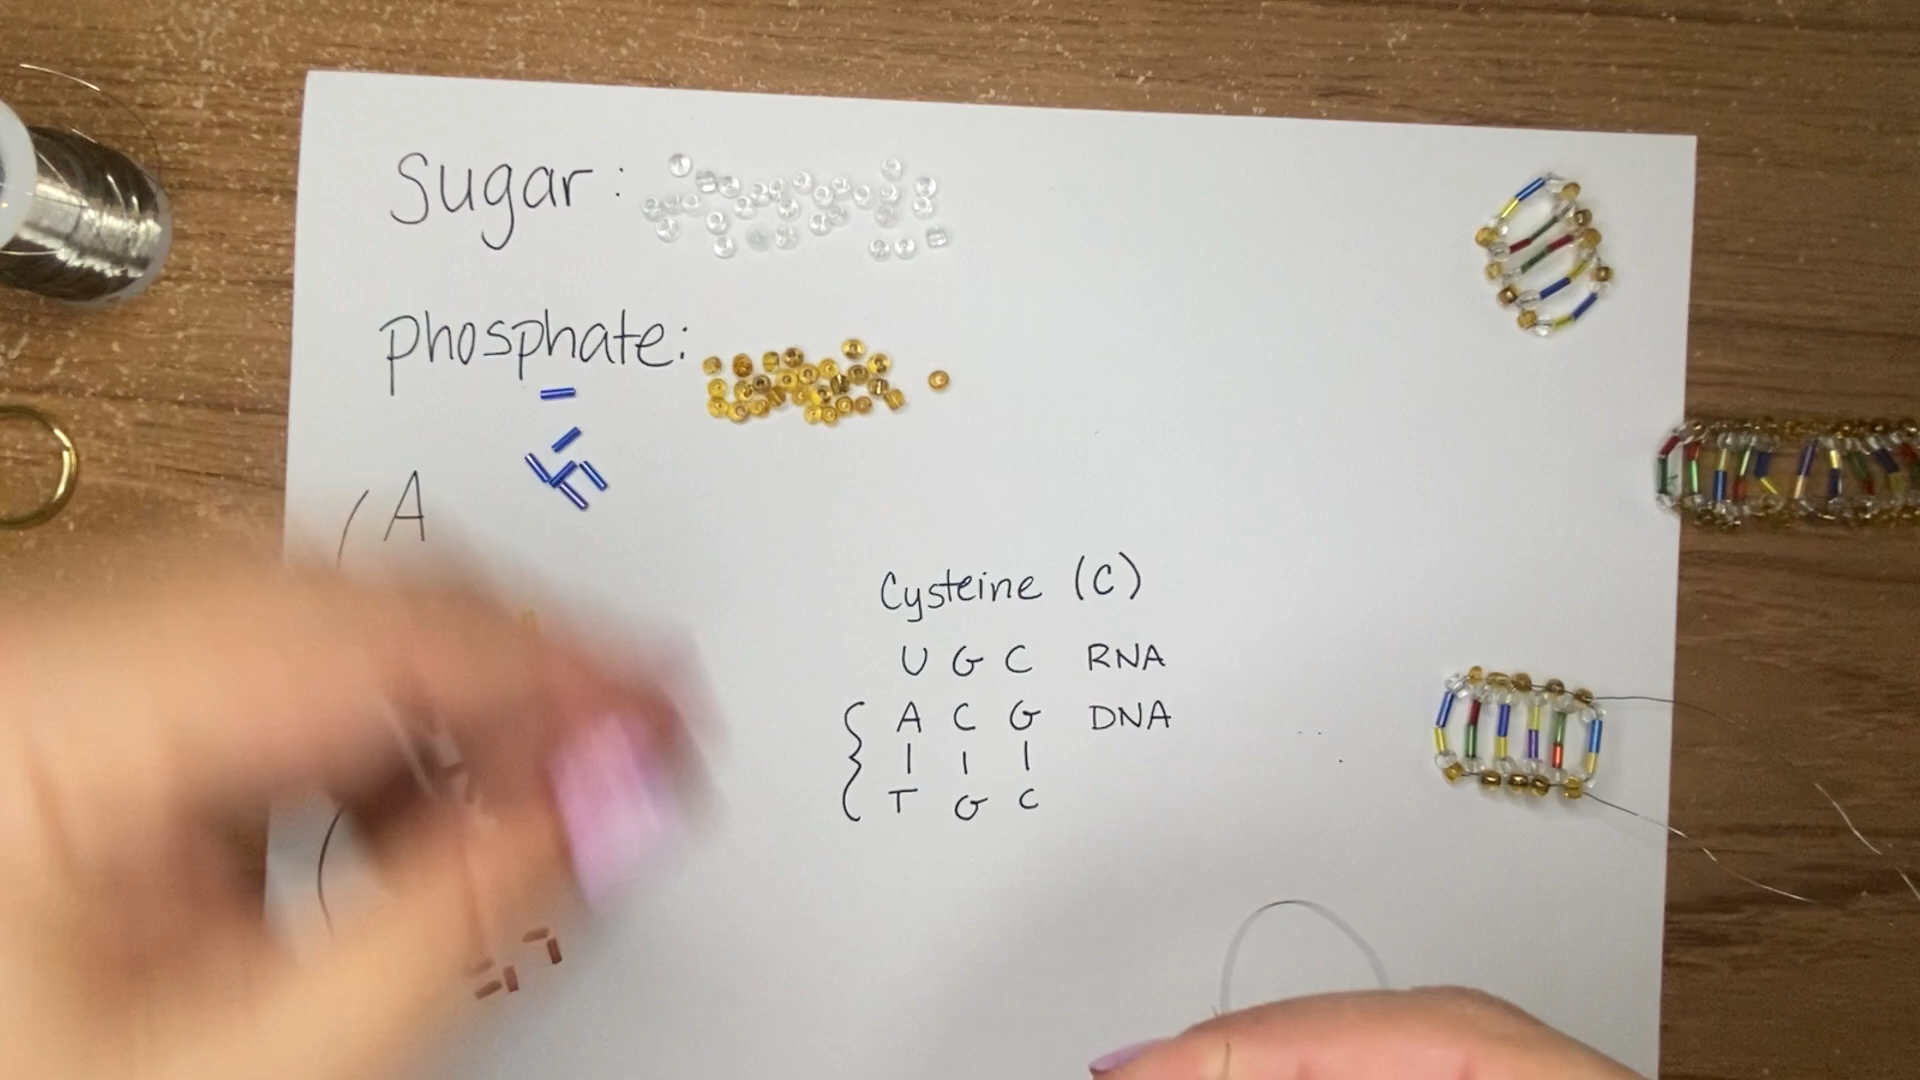 Sugar:
phosphate:
A
Cysteine (C)
U G C RNA
A C G DNA
| | |
T G C